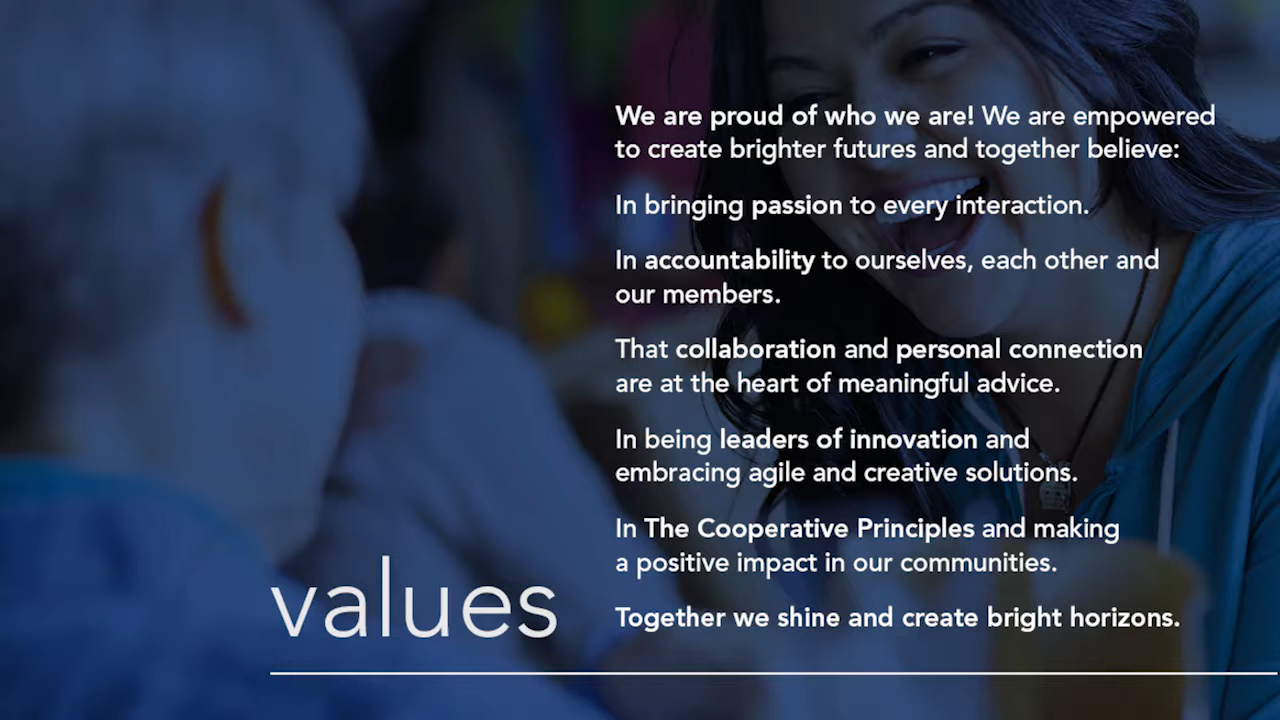 We are proud of who we are! We are empowered
to create brighter futures and together believe:
In bringing passion to every interaction.
In accountability to ourselves, each other and
our members.
That collaboration and personal connection
are at the heart of meaningful advice.
In being leaders of innovation and
embracing agile and creative solutions.
In The Cooperative Principles and making
a positive impact in our communities.
Together we shine and create bright horizons.
values